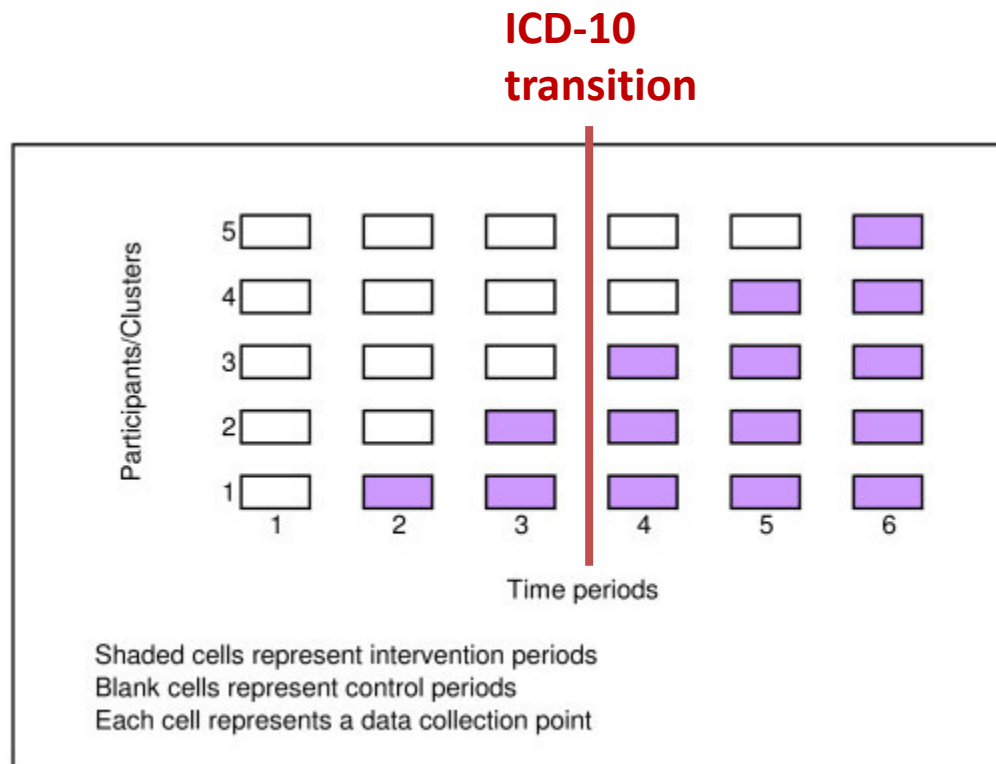 ICD-10
transition
Participants/Clusters
5
4
3
2
1
1 2 3 4 5 6
Time periods
Shaded cells represent intervention periods
Blank cells represent control periods
Each cell represents a data collection point